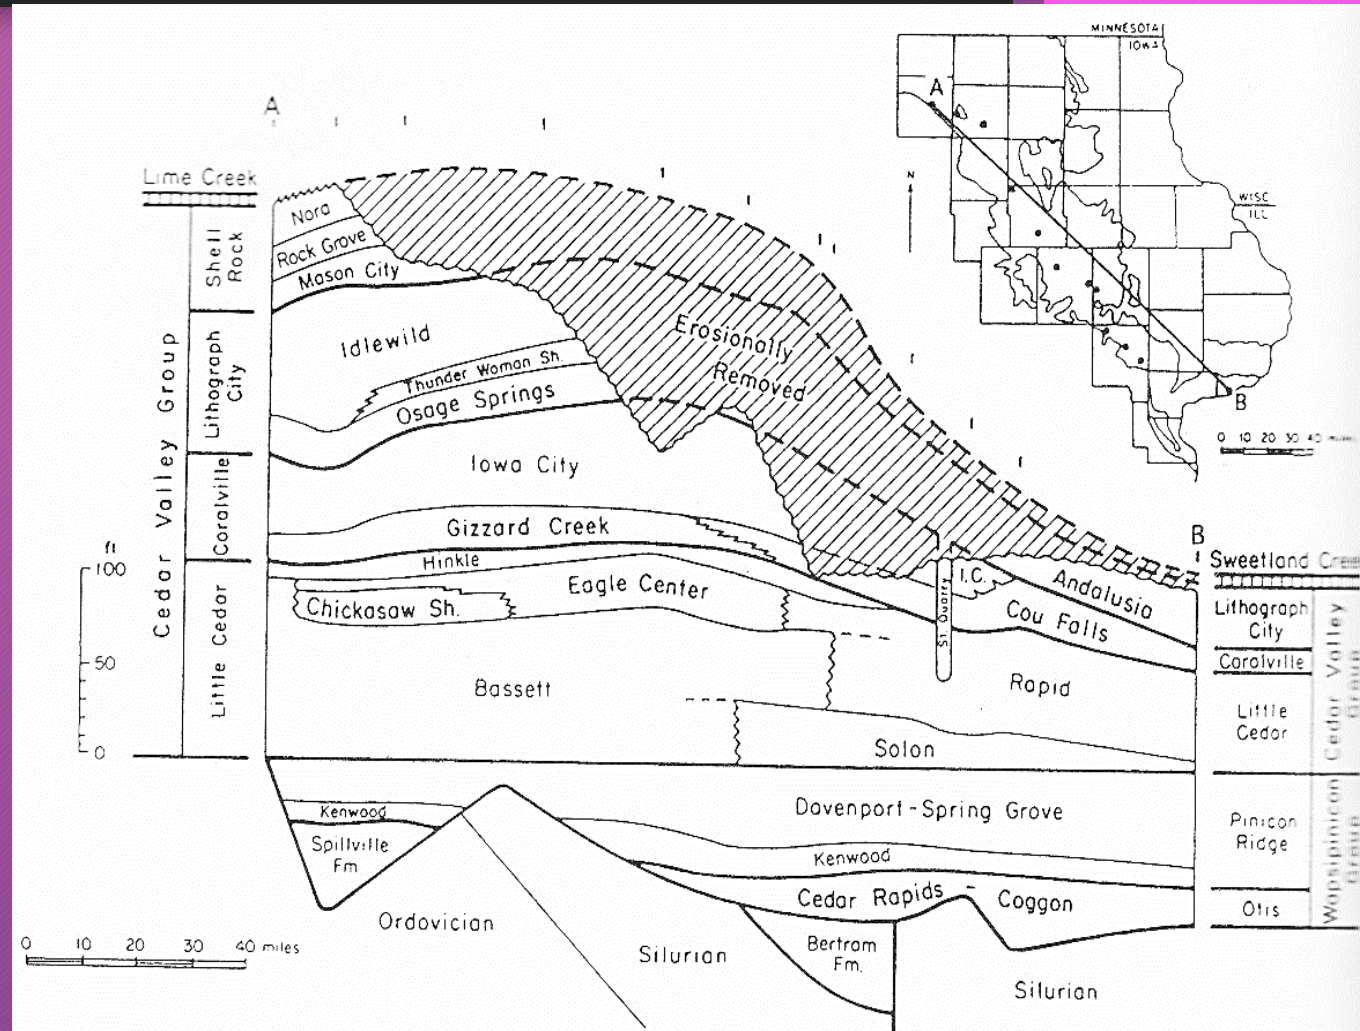 MINNESOTA
IOWA
A
A
N
WISC
ILL
B
0 10 20 30 40
Lime Creek
Nora
Rock Grove
Mason City
Shell
Rock
Idlewild
Thunder Woman Sh.
Osage Springs
Lithograph
City
Cedar Valley Group
Iowa City
Gizzard Creek
Coralville
Hinkle
Eagle Center
Chickasaw Sh.
Little Cedar
Bassett
Erosionally
Removed
St. Quarry
I.C.
Andalusia
Cou Falls
Rapid
Solon
B
Sweetland
Lithograph
City
Coralville
Little
Cedar
Cedar Valley
Group
ft
100
50
0
Kenwood
Spillville
Fm
Davenport-Spring Grove
Kenwood
Cedar Rapids - Coggon
Pinicon
Ridge
Otis
Wapsipinicon
Group
Ordovician
Silurian
Bertram
Fm.
Silurian
0 10 20 30 40 miles